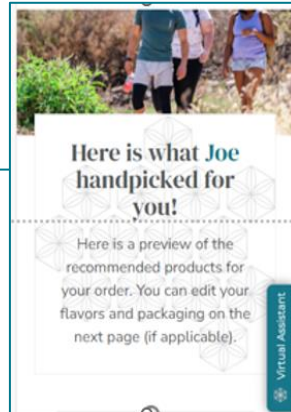 Here is what Joe
handpicked for
you!
Here is a preview of the
recommended products for
your order. You can edit your
flavors and packaging on the
next page (if applicable).
Virtual Assistant